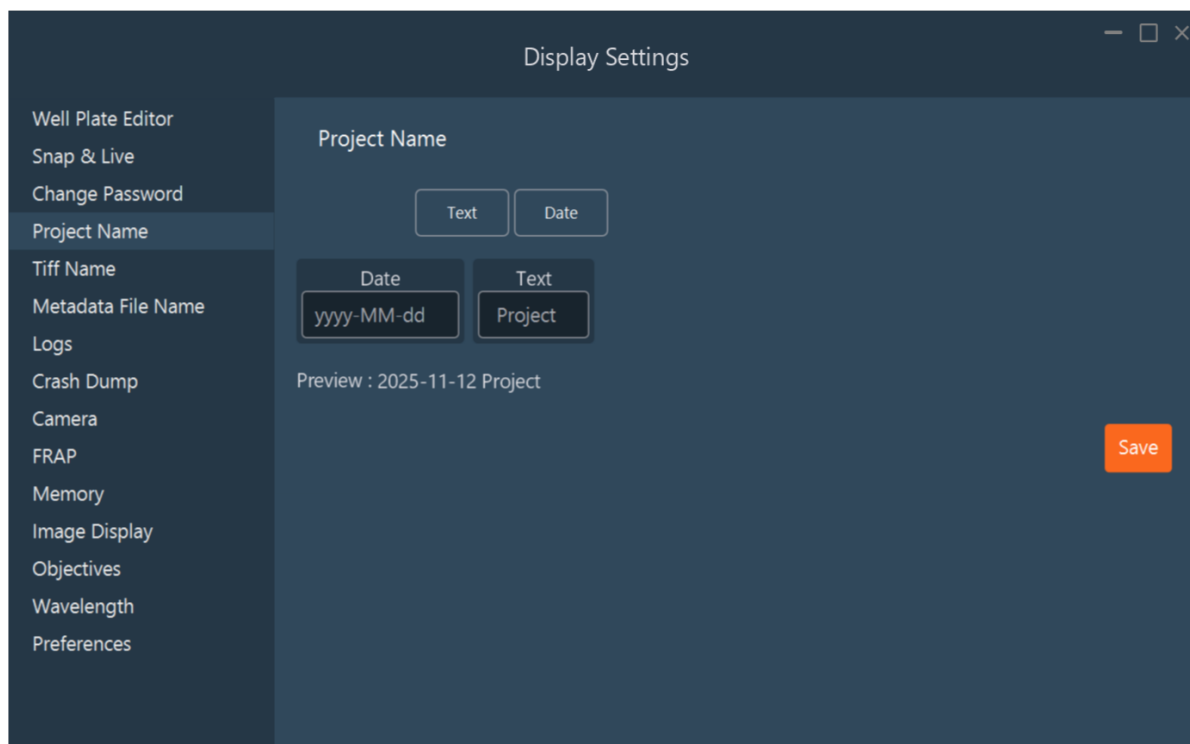 Display Settings
Well Plate Editor
Snap & Live
Change Password
Project Name
Tiff Name
Metadata File Name
Logs
Crash Dump
Camera
FRAP
Memory
Image Display
Objectives
Wavelength
Preferences
Project Name
Text Date
Date Text
yyyy-MM-dd Project
Preview : 2025-11-12 Project
Save